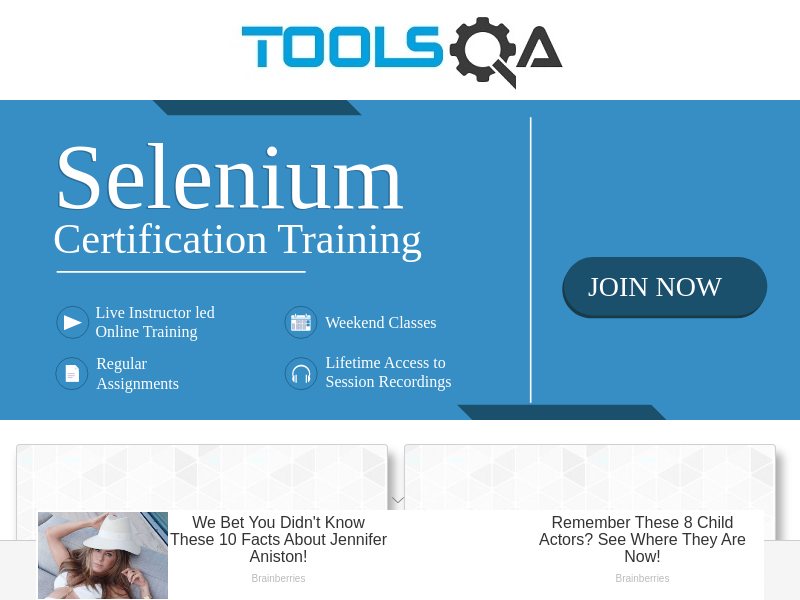 TOOLSQA
Selenium
Certification Training
Live Instructor led
Online Training
Weekend Classes
Regular
Assignments
Lifetime Access to
Session Recordings
JOIN NOW
We Bet You Didn't Know
These 10 Facts About Jennifer
Aniston!
Brainberries
Remember These 8 Child
Actors? See Where They Are
Now!
Brainberries